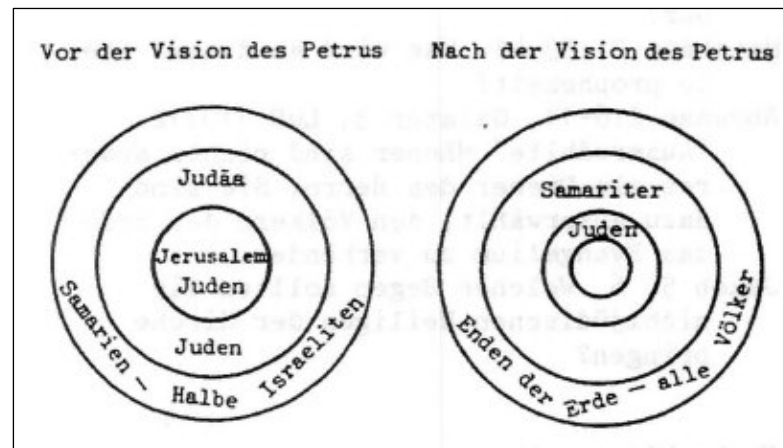 Vor der Vision des Petrus
Nach der Vision des Petrus
Judäa
Jerusalem
Juden
Juden
Samarien — Halbe Israeliten
Samariter
Juden
Enden der Erde — alle Völker